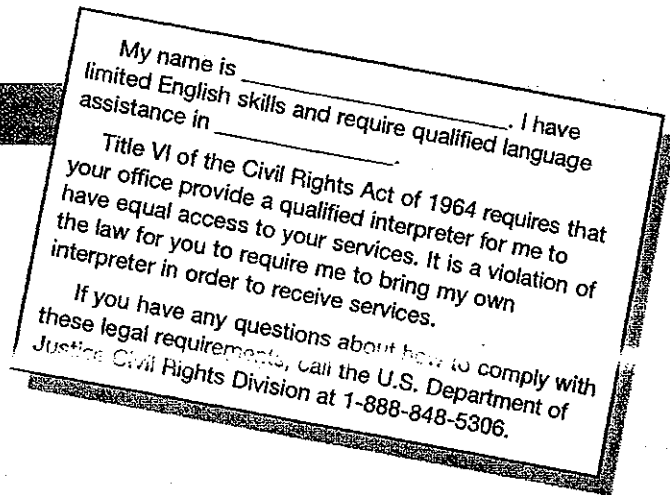 My name is ____________________. I have
limited English skills and require qualified language
assistance in ______________.
Title VI of the Civil Rights Act of 1964 requires that
your office provide a qualified interpreter for me to
have equal access to your services. It is a violation of
the law for you to require me to bring my own
interpreter in order to receive services.
If you have any questions about how to comply with
these legal requirements, call the U.S. Department of
Justice Civil Rights Division at 1-888-848-5306.